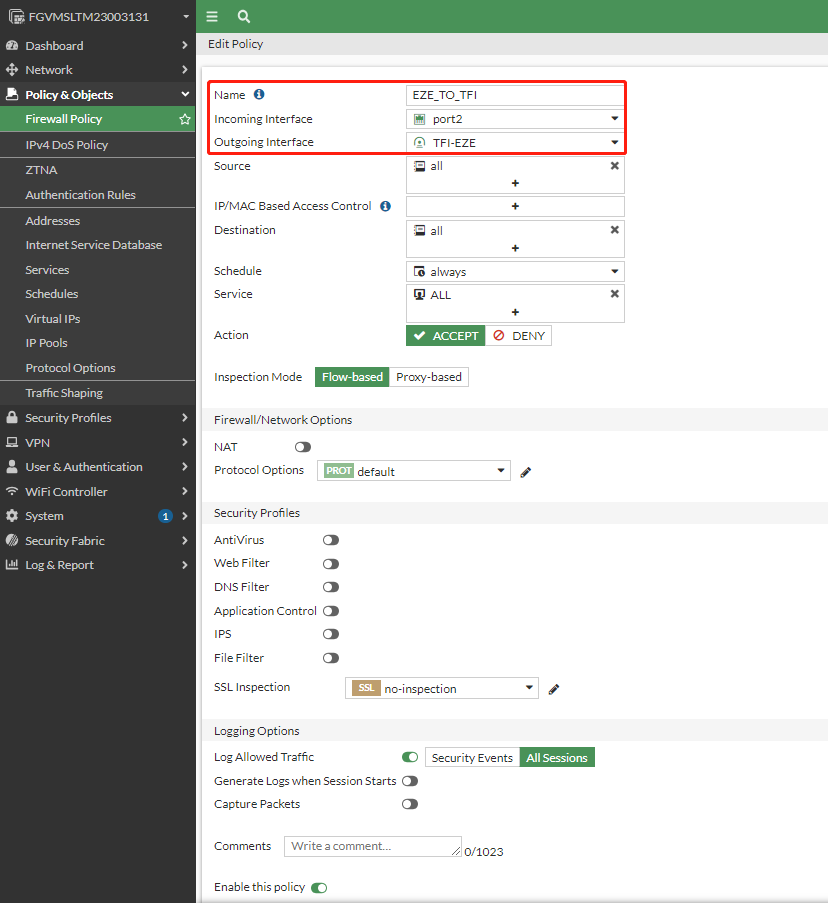 FGVMSLTM23003131
Dashboard
Network
Policy & Objects
Firewall Policy
IPv4 DoS Policy
ZTNA
Authentication Rules
Addresses
Internet Service Database
Services
Schedules
Virtual IPs
IP Pools
Protocol Options
Traffic Shaping
Security Profiles
VPN
User & Authentication
WiFi Controller
System 1
Security Fabric
Log & Report
Edit Policy
Name EZE_TO_TFI
Incoming Interface port2
Outgoing Interface TFI-EZE
Source all
+
IP/MAC Based Access Control +
Destination all
+
Schedule always
Service ALL
+
Action ACCEPT DENY
Inspection Mode Flow-based Proxy-based
Firewall/Network Options
NAT
Protocol Options PROT default
Security Profiles
AntiVirus
Web Filter
DNS Filter
Application Control
IPS
File Filter
SSL Inspection SSL no-inspection
Logging Options
Log Allowed Traffic Security Events All Sessions
Generate Logs when Session Starts
Capture Packets
Comments Write a comment... 0/1023
Enable this policy